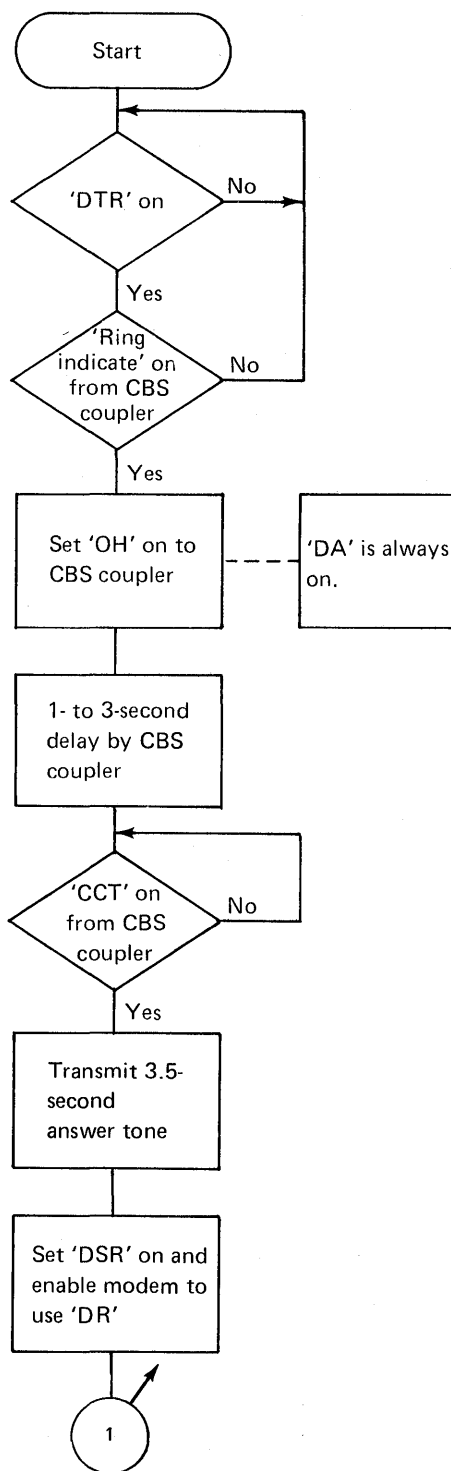 Start
‘DTR’ on
No
Yes
‘Ring
indicate’ on
from CBS
coupler
No
Yes
Set ‘OH’ on to
CBS coupler
‘DA’ is always
on.
1- to 3-second
delay by CBS
coupler
‘CCT’ on
from CBS
coupler
No
Yes
Transmit 3.5-
second
answer tone
Set ‘DSR’ on and
enable modem to
use ‘DR’
1